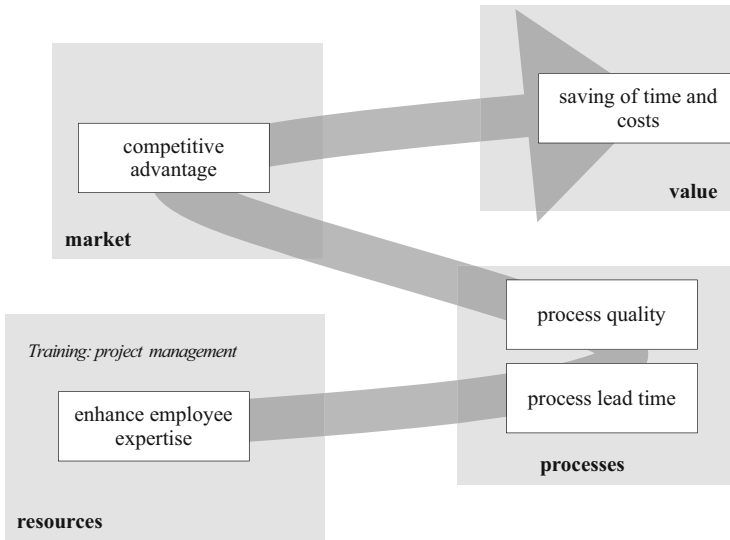 saving of time and
costs
value
competitive
advantage
market
process quality
process lead time
processes
Training: project management
enhance employee
expertise
resources